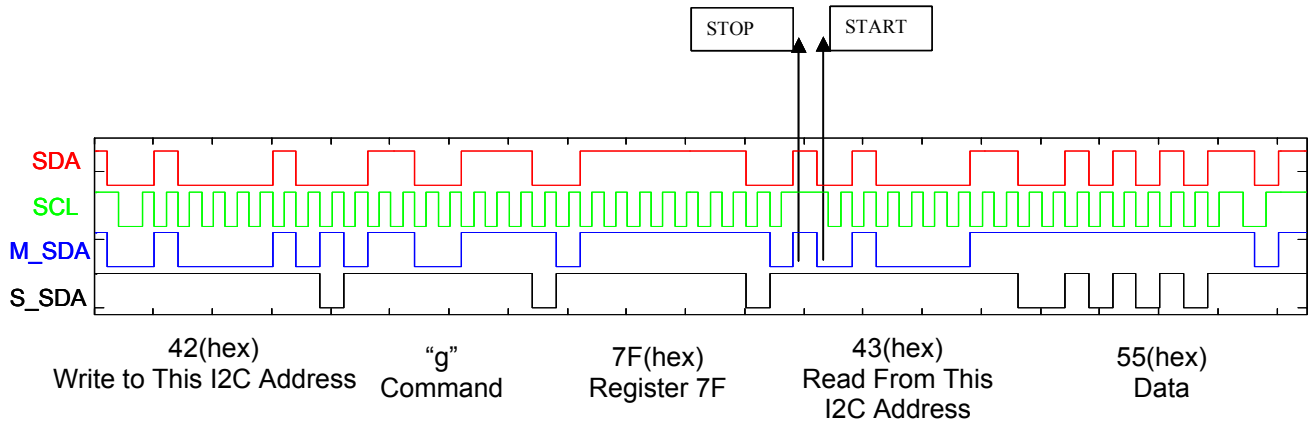 STOP
START
SDA
SCL
M_SDA
S_SDA
42(hex)
Write to This I2C Address
“g”
Command
7F(hex)
Register 7F
43(hex)
Read From This
I2C Address
55(hex)
Data